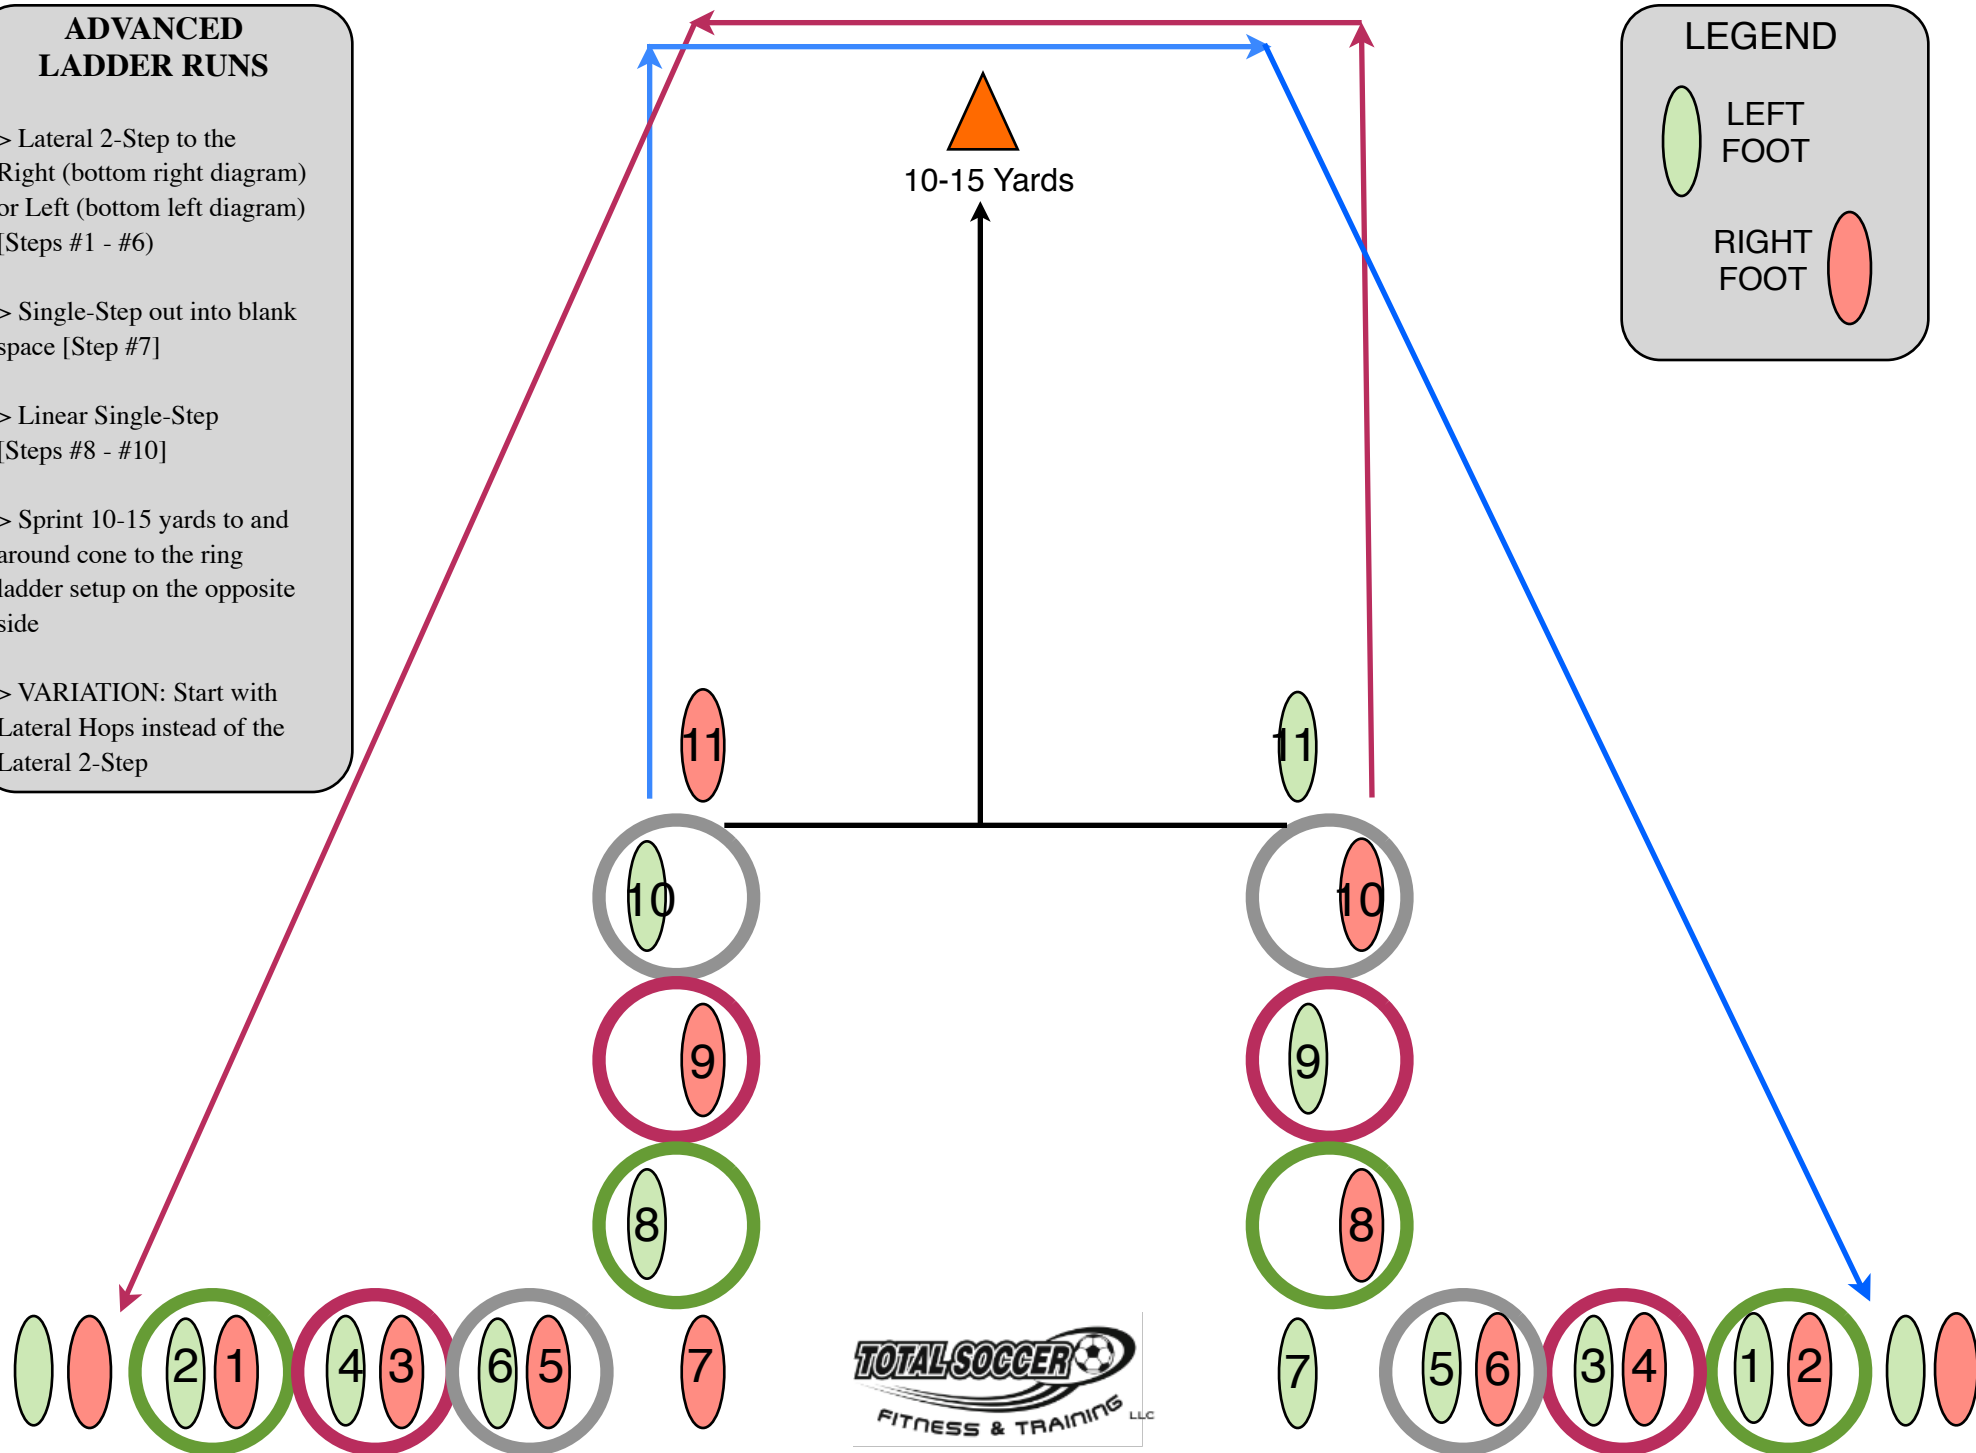 ADVANCED
LADDER RUNS
> Lateral 2-Step to the
Right (bottom right diagram)
or Left (bottom left diagram)
[Steps #1 - #6)
> Single-Step out into blank
space [Step #7]
> Linear Single-Step
[Steps #8 - #10]
> Sprint 10-15 yards to and
around cone to the ring
ladder setup on the opposite
side
> VARIATION: Start with
Lateral Hops instead of the
Lateral 2-Step
10-15 Yards
LEGEND
LEFT
FOOT
RIGHT
FOOT
11 11
10 10
9 9
8 8
2 1 4 3 6 5 7 7 5 6 3 4 1 2
TOTAL SOCCER
FITNESS & TRAINING LLC